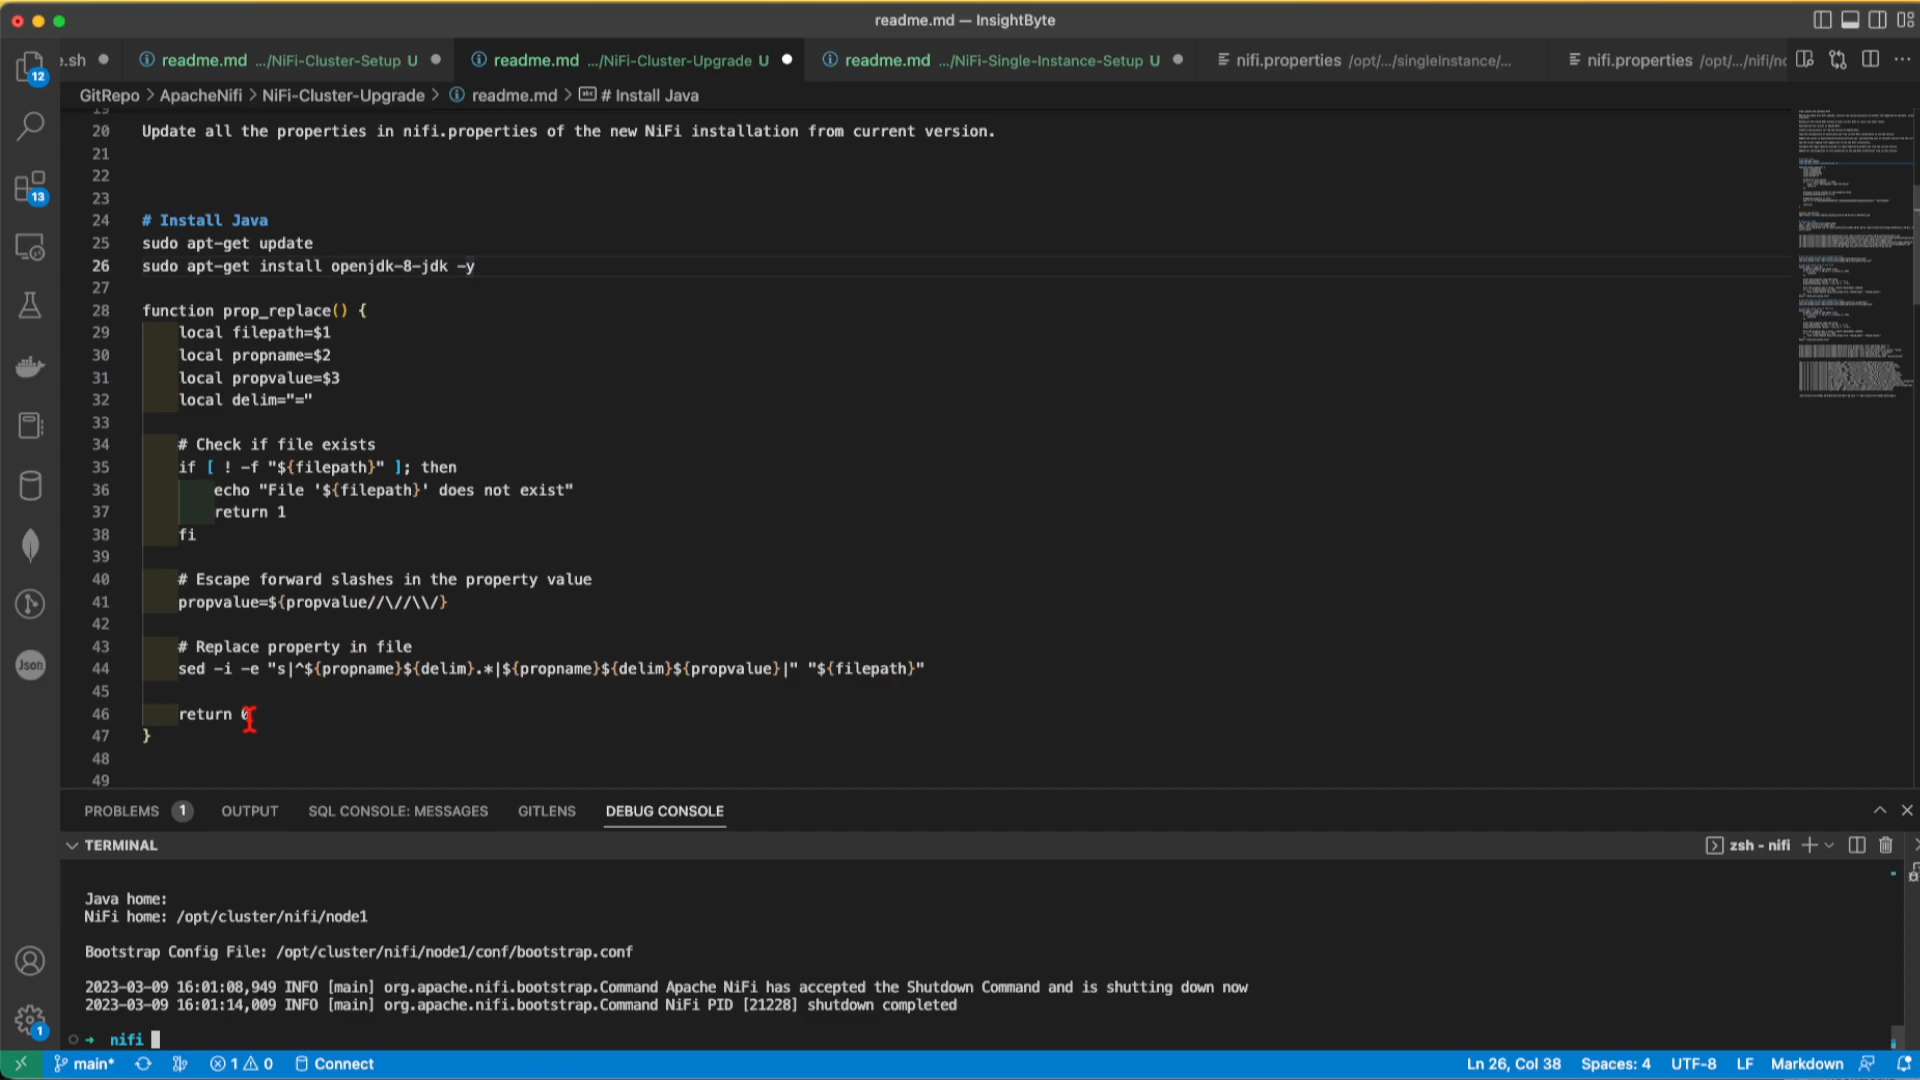 readme.md — InsightByte
e.sh
readme.md .../NiFi-Cluster-Setup U
readme.md .../NiFi-Cluster-Upgrade U
readme.md .../NiFi-Single-Instance-Setup U
nifi.properties /opt/.../singleInstance/...
nifi.properties /opt/.../nifi/nc
GitRepo > ApacheNifi > NiFi-Cluster-Upgrade > readme.md > # Install Java
12
13
Json
1
19
20 Update all the properties in nifi.properties of the new NiFi installation from current version.
21
22
23
24 # Install Java
25 sudo apt-get update
26 sudo apt-get install openjdk-8-jdk -y
27
28 function prop_replace() {
29 local filepath=$1
30 local propname=$2
31 local propvalue=$3
32 local delim="="
33
34 # Check if file exists
35 if [ ! -f "${filepath}" ]; then
36 echo "File '${filepath}' does not exist"
37 return 1
38 fi
39
40 # Escape forward slashes in the property value
41 propvalue=${propvalue//\//\\/}
42
43 # Replace property in file
44 sed -i -e "s|^${propname}${delim}.*|${propname}${delim}${propvalue}|" "${filepath}"
45
46 return 0
47 }
48
49
PROBLEMS 1 OUTPUT SQL CONSOLE: MESSAGES GITLENS DEBUG CONSOLE
TERMINAL
zsh - nifi
Java home:
NiFi home: /opt/cluster/nifi/node1
Bootstrap Config File: /opt/cluster/nifi/node1/conf/bootstrap.conf
2023-03-09 16:01:08,949 INFO [main] org.apache.nifi.bootstrap.Command Apache NiFi has accepted the Shutdown Command and is shutting down now
2023-03-09 16:01:14,009 INFO [main] org.apache.nifi.bootstrap.Command NiFi PID [21228] shutdown completed
nifi
main* 1 0 Connect
Ln 26, Col 38 Spaces: 4 UTF-8 LF Markdown